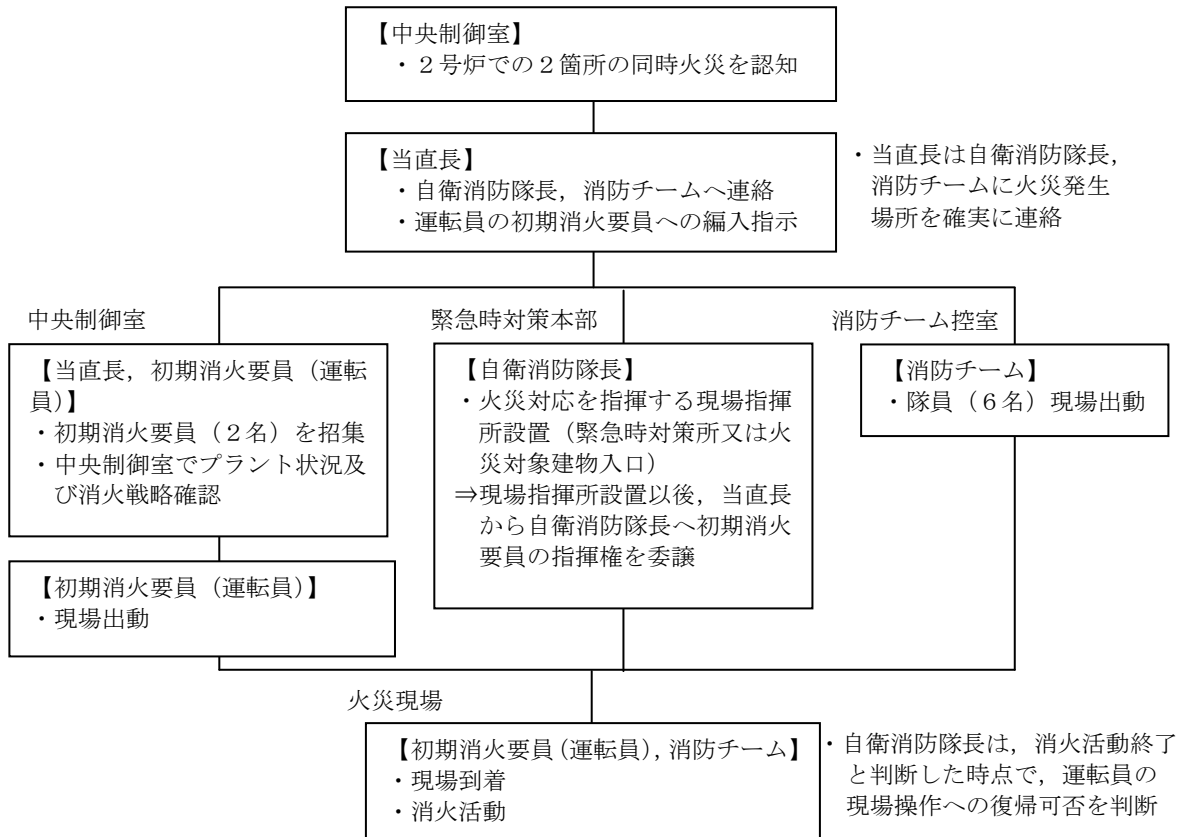 【中央制御室】
・２号炉での２箇所の同時火災を認知
【当直長】
・自衛消防隊長，消防チームへ連絡
・運転員の初期消火要員への編入指示
・当直長は自衛消防隊長，
消防チームに火災発生
場所を確実に連絡
中央制御室
【当直長，初期消火要員（運転
員）】
・初期消火要員（２名）を招集
・中央制御室でプラント状況及
び消火戦略確認
【初期消火要員（運転員）】
・現場出動
緊急時対策本部
【自衛消防隊長】
・火災対応を指揮する現場指揮
所設置（緊急時対策所又は火
災対象建物入口）
⇒現場指揮所設置以後，当直長
から自衛消防隊長へ初期消火
要員の指揮権を委譲
消防チーム控室
【消防チーム】
・隊員（６名）現場出動
火災現場
【初期消火要員（運転員），消防チーム】
・現場到着
・消火活動
・自衛消防隊長は，消火活動終了
と判断した時点で，運転員の
現場操作への復帰可否を判断